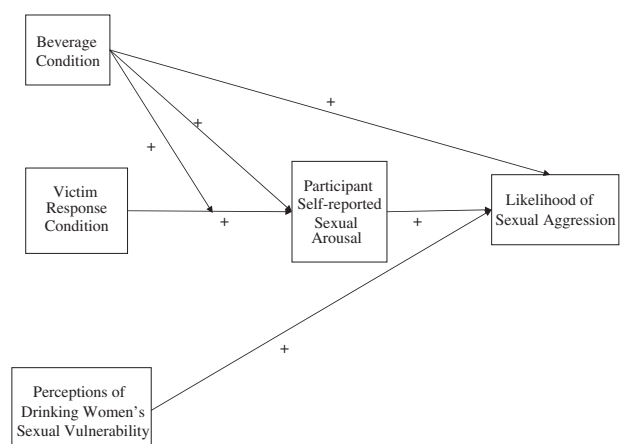 Beverage
Condition
+
+
+
Victim
Response
Condition
+
Participant
Self-reported
Sexual
Arousal
+
Likelihood of
Sexual Aggression
+
Perceptions of
Drinking Women's
Sexual Vulnerability